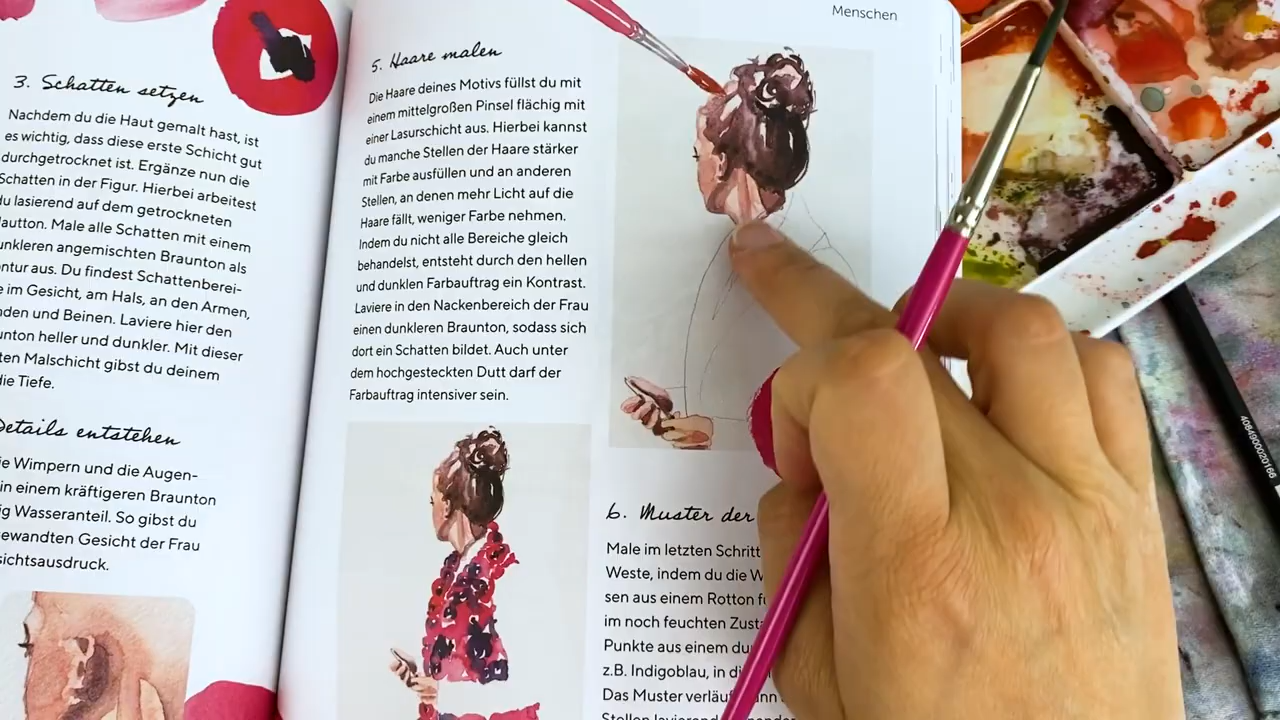 Menschen
3. Schatten setzen
Nachdem du die Haut gemalt hast, ist
es wichtig, dass diese erste Schicht gut
durchgetrocknet ist. Ergänze nun die
Schatten in der Figur. Hierbei arbeitest
du lasierend auf dem getrockneten
Hautton. Male alle Schatten mit einem
dunkleren angemischten Braunton als
aus. Du findest Schattenberei-
im Gesicht, am Hals, an den Armen,
und Beinen. Laviere hier den
heller und dunkler. Mit dieser
Malschicht gibst du deinem
die Tiefe.
Details entstehen
Wimpern und die Augen-
in einem kräftigeren Braunton
Wasseranteil. So gibst du
Gesicht der Frau
5. Haare malen
Die Haare deines Motivs füllst du mit
einem mittelgroßen Pinsel flächig mit
einer Lasurschicht aus. Hierbei kannst
du manche Stellen der Haare stärker
mit Farbe ausfüllen und an anderen
Stellen, an denen mehr Licht auf die
Haare fällt, weniger Farbe nehmen.
Indem du nicht alle Bereiche gleich
behandelst, entsteht durch den hellen
und dunklen Farbauftrag ein Kontrast.
Laviere in den Nackenbereich der Frau
einen dunkleren Braunton, sodass sich
dort ein Schatten bildet. Auch unter
dem hochgesteckten Dutt darf der
Farbauftrag intensiver sein.
6. Muster der
Male im letzten Schritt
Weste, indem du die
sen aus einem Rotton
im noch feuchten
Punkte aus einem
z.B. Indigoblau, in
Das Muster
Stellen
4084900020166